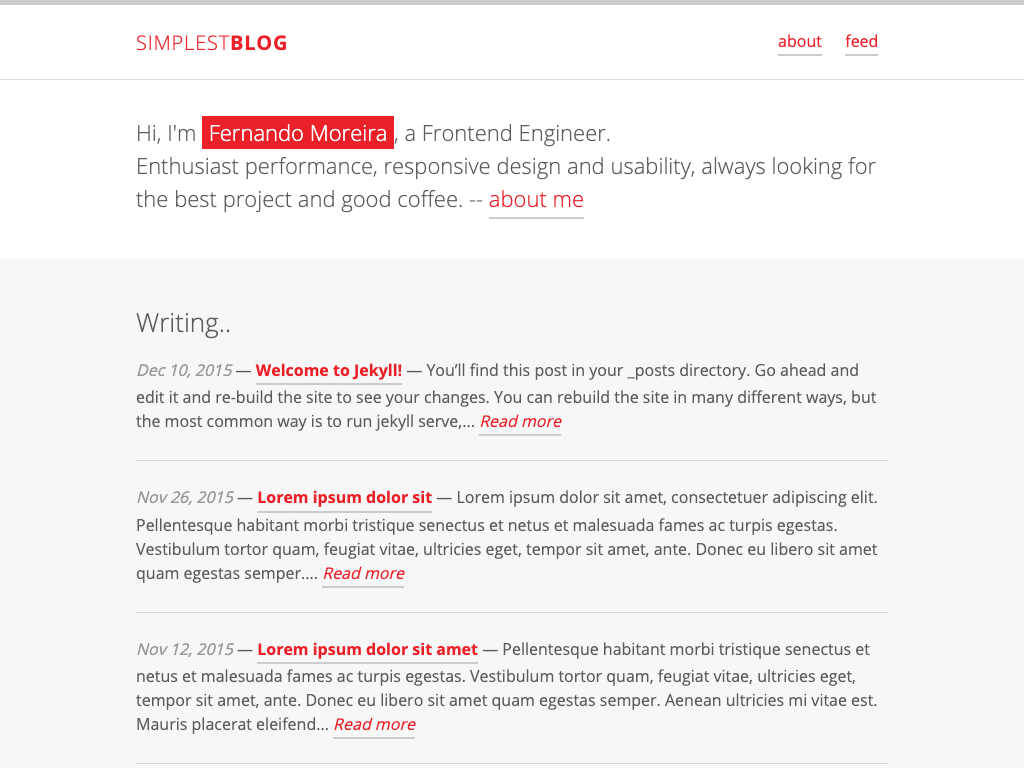 SIMPLESTBLOG
about feed
Hi, I'm Fernando Moreira, a Frontend Engineer.
Enthusiast performance, responsive design and usability, always looking for
the best project and good coffee. -- about me
Writing..
Dec 10, 2015 — Welcome to Jekyll! — You’ll find this post in your _posts directory. Go ahead and
edit it and re-build the site to see your changes. You can rebuild the site in many different ways, but
the most common way is to run jekyll serve,... Read more
Nov 26, 2015 — Lorem ipsum dolor sit — Lorem ipsum dolor sit amet, consectetuer adipiscing elit.
Pellentesque habitant morbi tristique senectus et netus et malesuada fames ac turpis egestas.
Vestibulum tortor quam, feugiat vitae, ultricies eget, tempor sit amet, ante. Donec eu libero sit amet
quam egestas semper.... Read more
Nov 12, 2015 — Lorem ipsum dolor sit amet — Pellentesque habitant morbi tristique senectus et
netus et malesuada fames ac turpis egestas. Vestibulum tortor quam, feugiat vitae, ultricies eget,
tempor sit amet, ante. Donec eu libero sit amet quam egestas semper. Aenean ultricies mi vitae est.
Mauris placerat eleifend... Read more